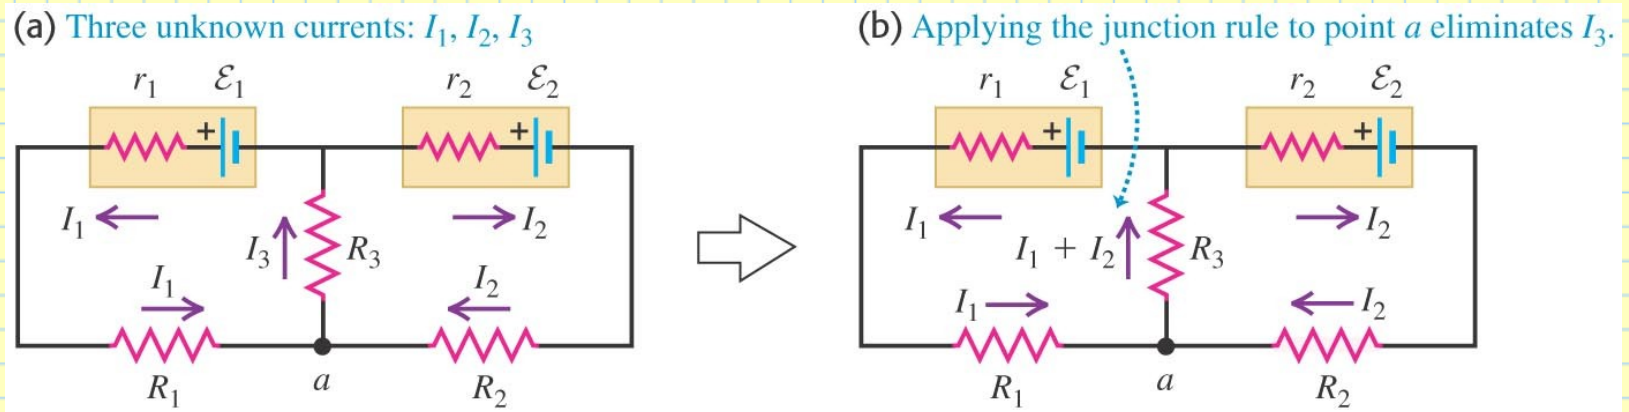 (a) Three unknown currents: I₁, I₂, I₃
r₁ ℰ₁ r₂ ℰ₂
+ +
I₁ I₂
I₃ R₃
I₁ I₂
R₁ a R₂
(b) Applying the junction rule to point a eliminates I₃.
r₁ ℰ₁ r₂ ℰ₂
+ +
I₁ I₂
I₁ + I₂ R₃
I₁ I₂
R₁ a R₂